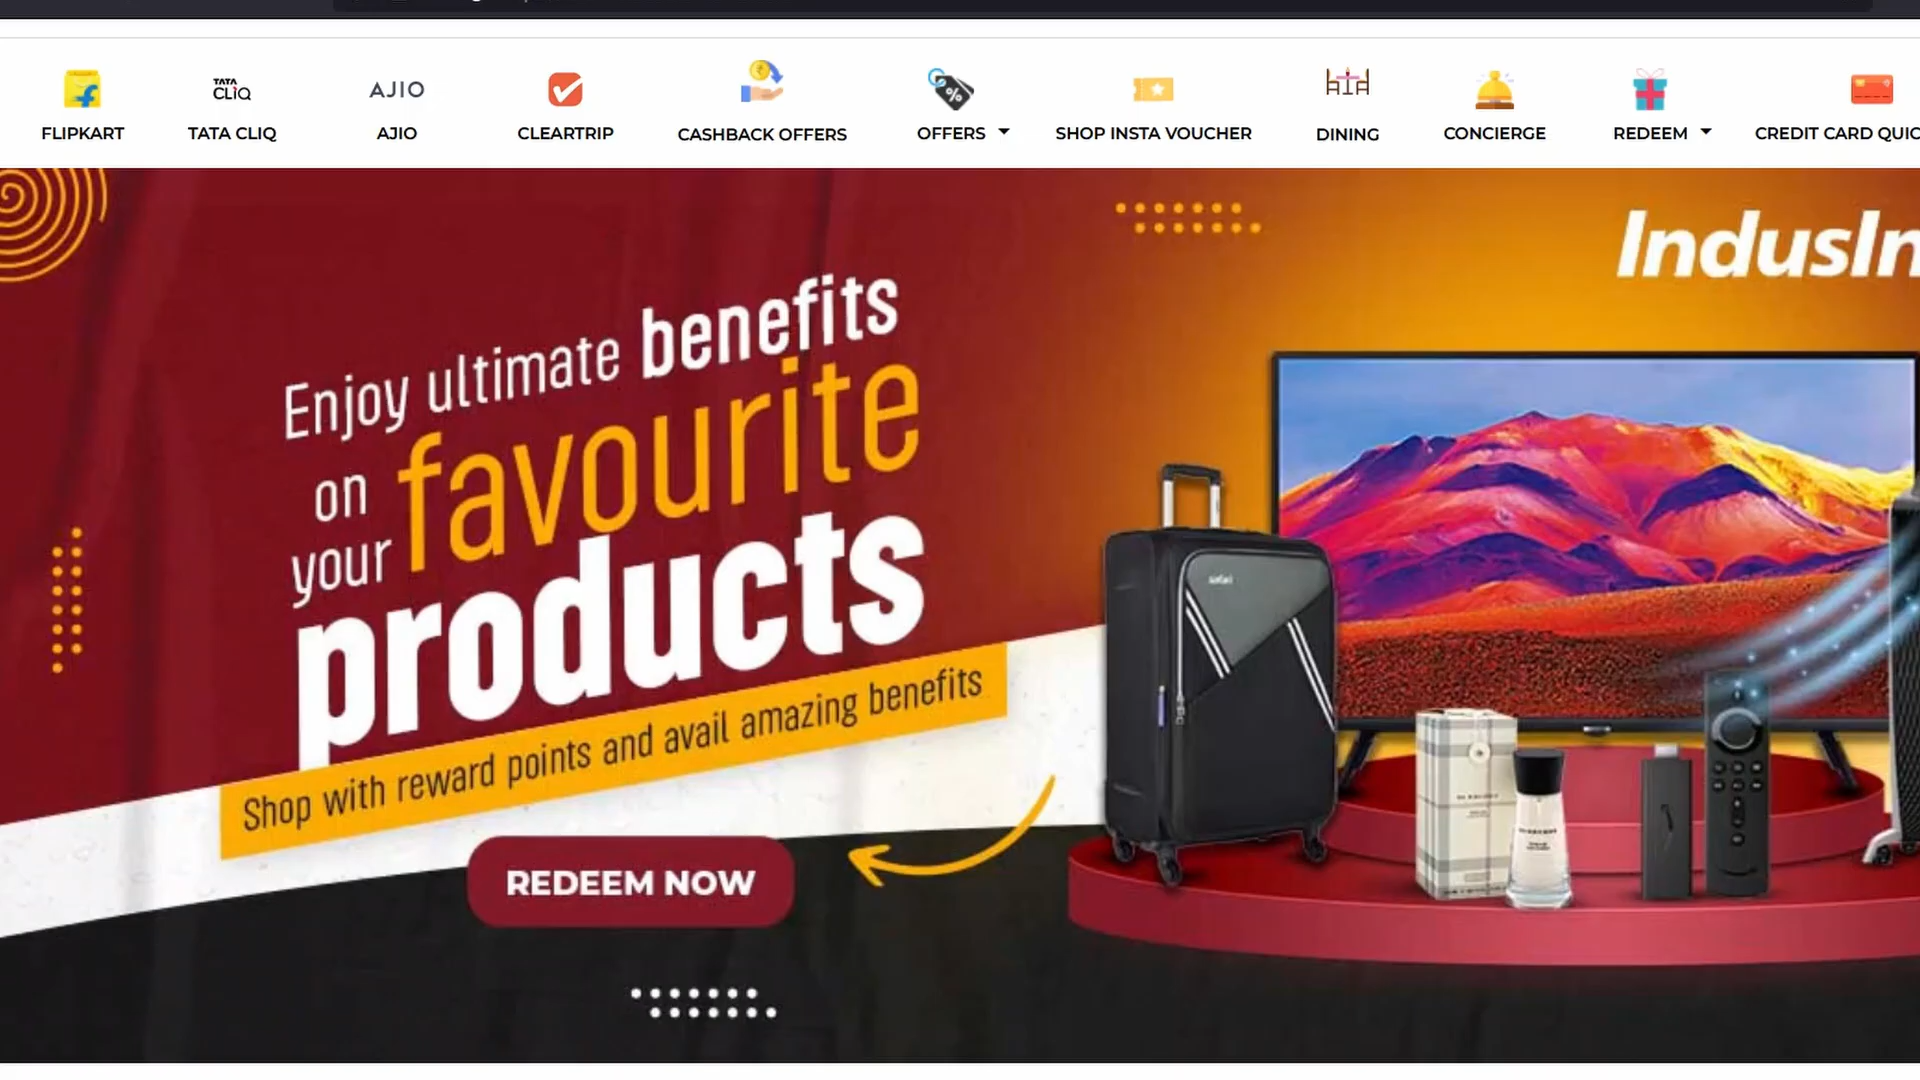 TATA
CLiQ
AJIO
FLIPKART
TATA CLIQ
AJIO
CLEARTRIP
CASHBACK OFFERS
OFFERS
SHOP INSTA VOUCHER
DINING
CONCIERGE
REDEEM
CREDIT CARD QUIC
IndusIn
Enjoy ultimate benefits
on favourite
your
products
Shop with reward points and avail amazing benefits
REDEEM NOW
safari